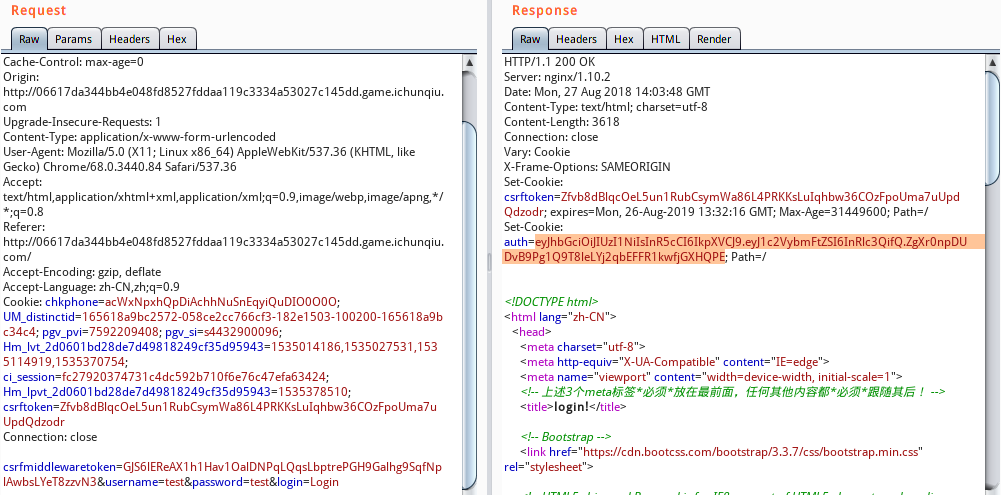 Request
Raw Params Headers Hex
Cache-Control: max-age=0
Origin:
http://06617da344bb4e048fd8527fddaa119c3334a53027c145dd.game.ichunqiu.
com
Upgrade-Insecure-Requests: 1
Content-Type: application/x-www-form-urlencoded
User-Agent: Mozilla/5.0 (X11; Linux x86_64) AppleWebKit/537.36 (KHTML, like
Gecko) Chrome/68.0.3440.84 Safari/537.36
Accept:
text/html,application/xhtml+xml,application/xml;q=0.9,image/webp,image/apng,*/
*;q=0.8
Referer:
http://06617da344bb4e048fd8527fddaa119c3334a53027c145dd.game.ichunqiu.
com/
Accept-Encoding: gzip, deflate
Accept-Language: zh-CN,zh;q=0.9
Cookie: chkphone=acWxNpxhQpDiAchhNuSnEqyiQuDIO0O0O;
UM_distinctid=165618a9bc2572-058ce2cc766cf3-182e1503-100200-165618a9b
c34c4; pgv_pvi=7592209408; pgv_si=s4432900096;
Hm_lvt_2d0601bd28de7d49818249cf35d95943=1535014186,1535027531,1535
114919,1535370754;
ci_session=fc27920374731c4dc592b710f6e76c47efa63424;
Hm_lpvt_2d0601bd28de7d49818249cf35d95943=1535378510;
csrftoken=Zfvb8dBlqcOeL5un1RubCsymWa86L4PRKKsLuIqhbw36COzFpoUma7u
UpdQdzodr
Connection: close
csrfmiddlewaretoken=GJS6IEReAX1h1Hav1OalDNPqLQqsLbptrePGH9Galhg9SqfNp
lAwbsLYeT8zzvN3&username=test&password=test&login=Login
Response
Raw Headers Hex HTML Render
HTTP/1.1 200 OK
Server: nginx/1.10.2
Date: Mon, 27 Aug 2018 14:03:48 GMT
Content-Type: text/html; charset=utf-8
Content-Length: 3618
Connection: close
Vary: Cookie
X-Frame-Options: SAMEORIGIN
Set-Cookie:
csrftoken=Zfvb8dBlqcOeL5un1RubCsymWa86L4PRKKsLuIqhbw36COzFpoUma7uUpd
Qdzodr; expires=Mon, 26-Aug-2019 13:32:16 GMT; Max-Age=31449600; Path=/
Set-Cookie:
auth=eyJhbGciOiJIUzI1NiIsInR5cCI6IkpXVCJ9.eyJ1c2VybmFtZSI6InRlc3QifQ.ZgXr0npDU
DvB9Pg1Q9T8leLYj2qbEFFR1kwfjGXHQPE; Path=/
<!DOCTYPE html>
<html lang="zh-CN">
<head>
<meta charset="utf-8">
<meta http-equiv="X-UA-Compatible" content="IE=edge">
<meta name="viewport" content="width=device-width, initial-scale=1">
<!-- 上述3个meta标签*必须*放在最前面，任何其他内容都*必须*跟随其后！ -->
<title>login!</title>
<!-- Bootstrap -->
<link href="https://cdn.bootcss.com/bootstrap/3.3.7/css/bootstrap.min.css"
rel="stylesheet">